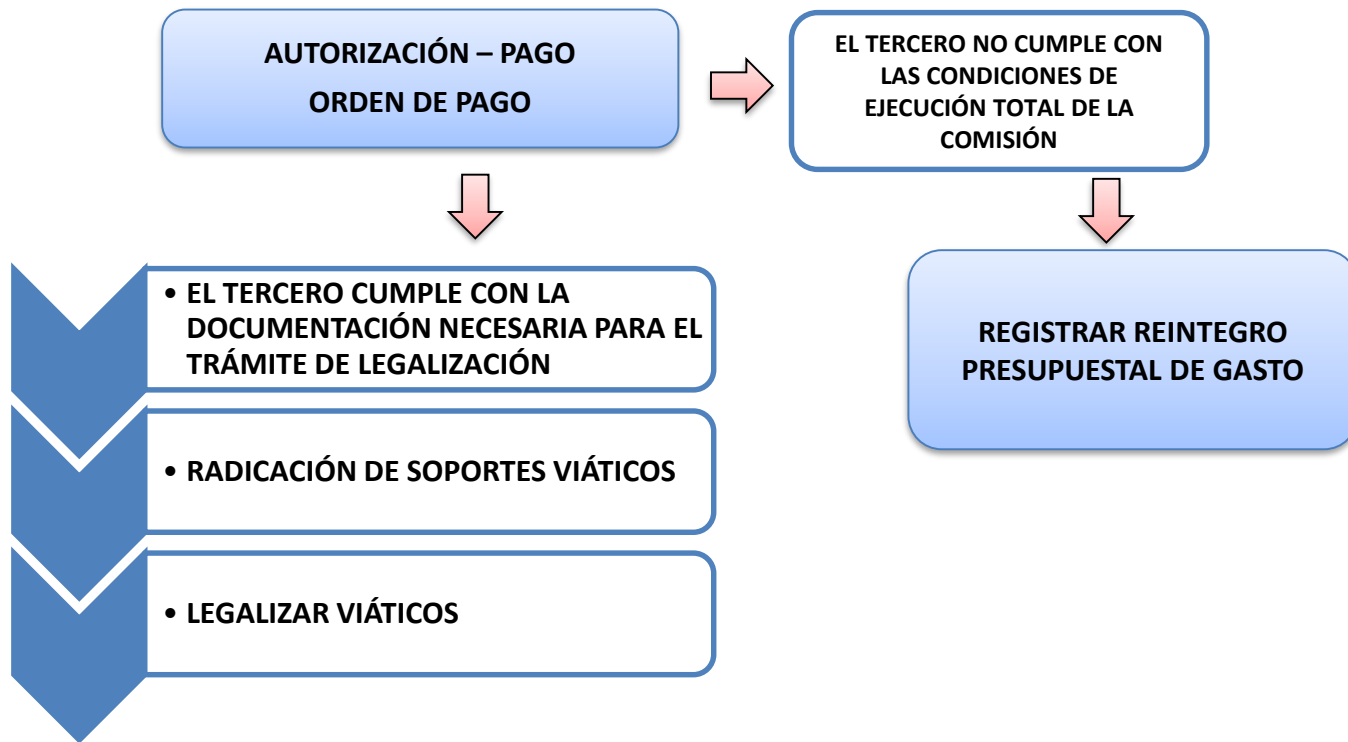 AUTORIZACIÓN – PAGO
ORDEN DE PAGO
EL TERCERO NO CUMPLE CON
LAS CONDICIONES DE
EJECUCIÓN TOTAL DE LA
COMISIÓN
• EL TERCERO CUMPLE CON LA
DOCUMENTACIÓN NECESARIA PARA EL
TRÁMITE DE LEGALIZACIÓN
• RADICACIÓN DE SOPORTES VIÁTICOS
• LEGALIZAR VIÁTICOS
REGISTRAR REINTEGRO
PRESUPUESTAL DE GASTO